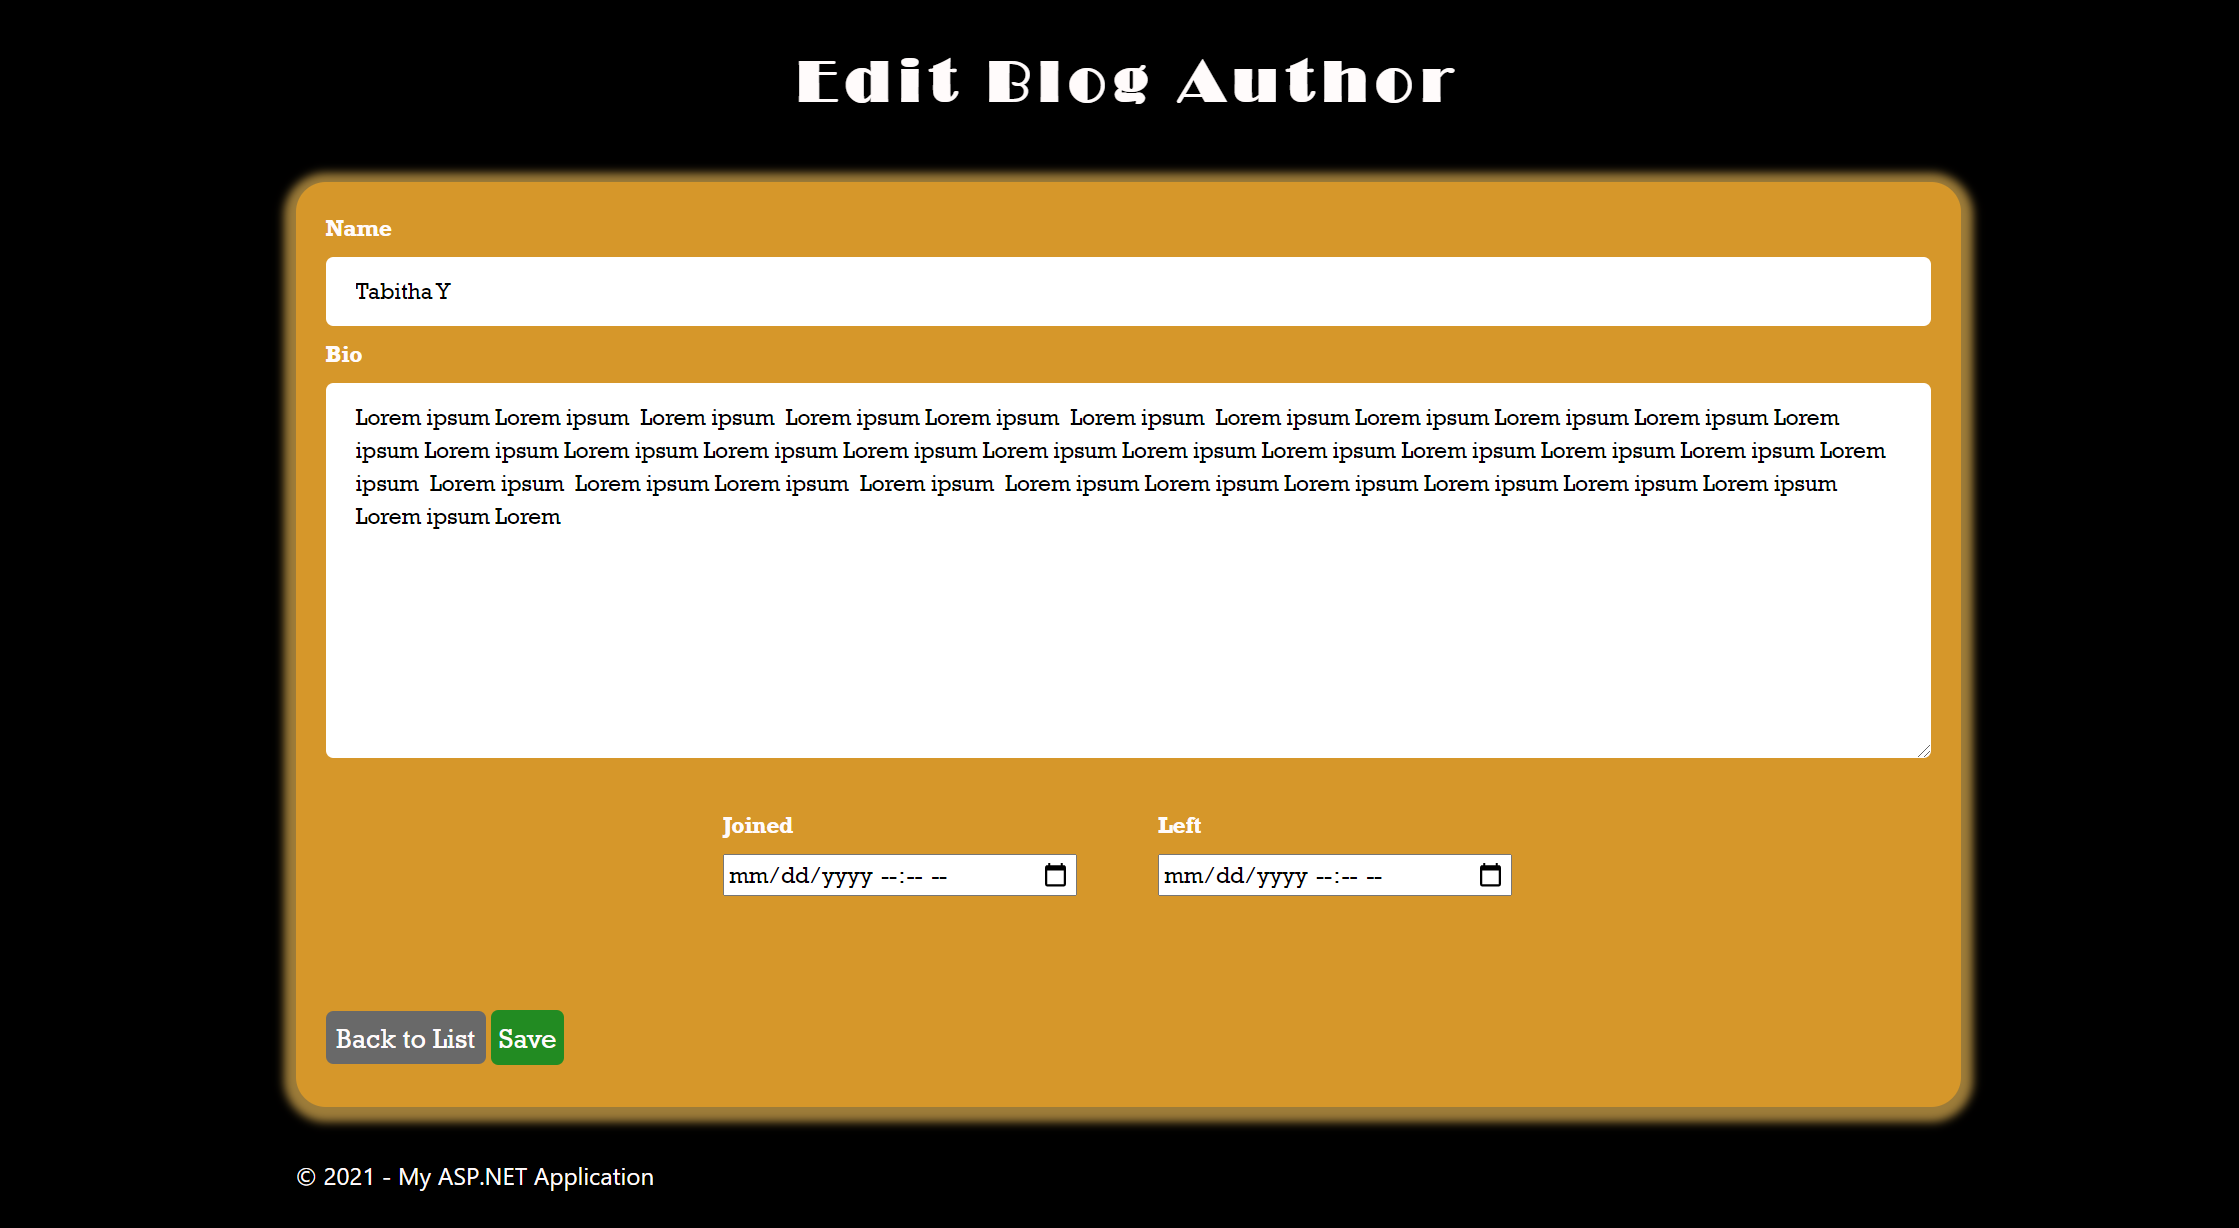 Edit Blog Author
Name
Tabitha Y
Bio
Lorem ipsum Lorem ipsum  Lorem ipsum  Lorem ipsum Lorem ipsum  Lorem ipsum  Lorem ipsum Lorem ipsum Lorem ipsum Lorem ipsum Lorem
ipsum Lorem ipsum Lorem ipsum Lorem ipsum Lorem ipsum Lorem ipsum Lorem ipsum Lorem ipsum Lorem ipsum Lorem ipsum Lorem ipsum Lorem
ipsum  Lorem ipsum  Lorem ipsum Lorem ipsum  Lorem ipsum  Lorem ipsum Lorem ipsum Lorem ipsum Lorem ipsum Lorem ipsum Lorem ipsum
Lorem ipsum Lorem
Joined Left
mm/dd/yyyy --:-- -- mm/dd/yyyy --:-- --
Back to List Save
© 2021 - My ASP.NET Application